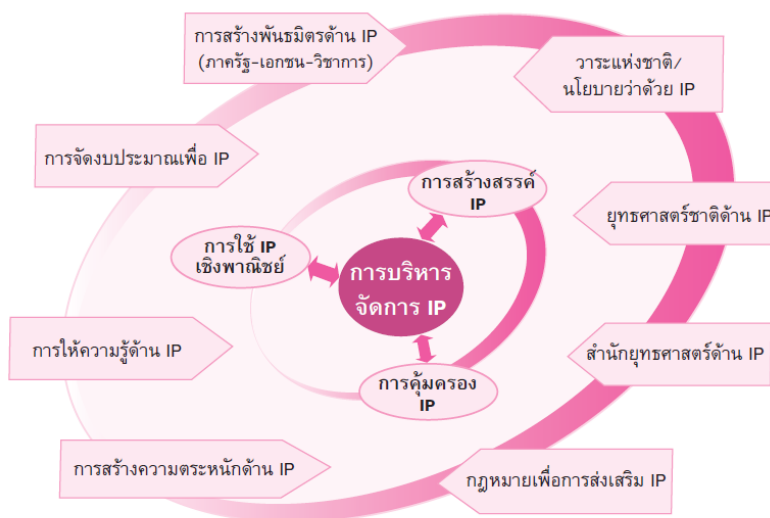 การสร้างพันธมิตรด้าน IP
(ภาครัฐ-เอกชน-วิชาการ)
วาระแห่งชาติ/
นโยบายว่าด้วย IP
การจัดงบประมาณเพื่อ IP
การสร้างสรรค์
IP
ยุทธศาสตร์ชาติด้าน IP
การใช้ IP
เชิงพาณิชย์
การบริหาร
จัดการ IP
การให้ความรู้ด้าน IP
สำนักยุทธศาสตร์ด้าน IP
การคุ้มครอง
IP
การสร้างความตระหนักด้าน IP
กฎหมายเพื่อการส่งเสริม IP